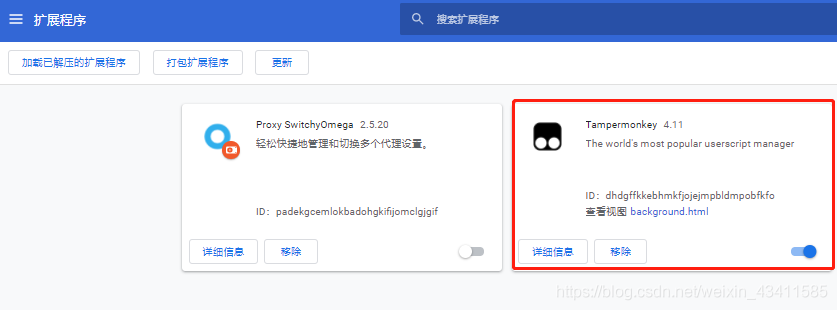 扩展程序
搜索扩展程序
加载已解压的扩展程序
打包扩展程序
更新
Proxy SwitchyOmega 2.5.20
轻松快捷地管理和切换多个代理设置。
ID：padekgcemlokbadohgkifijomclgjgif
详细信息
移除
Tampermonkey 4.11
The world's most popular userscript manager
ID：dhdgffkkebhmkfjojejmpbldmpobfkfo
查看视图 background.html
详细信息
移除
https://blog.csdn.net/weixin_43411585